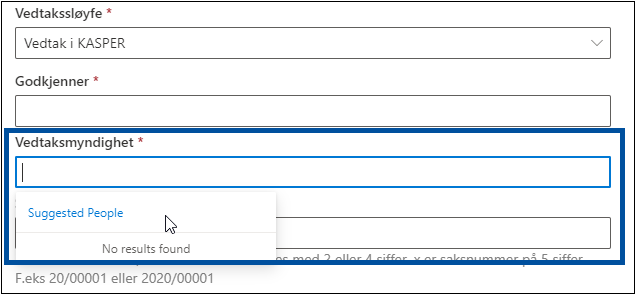 Vedtakssløyfe *
Vedtak i KASPER
Godkjenner *
Vedtaksmyndighet *
Suggested People
No results found
med 2 eller 4 siffer, x er saksnummer på 5 siffer
F.eks 20/00001 eller 2020/00001